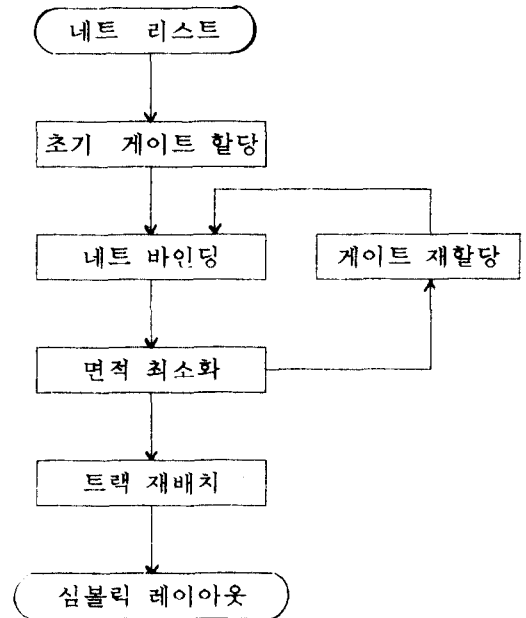 네트 리스트
초기 게이트 할당
네트 바인딩
게이트 재할당
면적 최소화
트랙 재배치
심볼릭 레이아웃